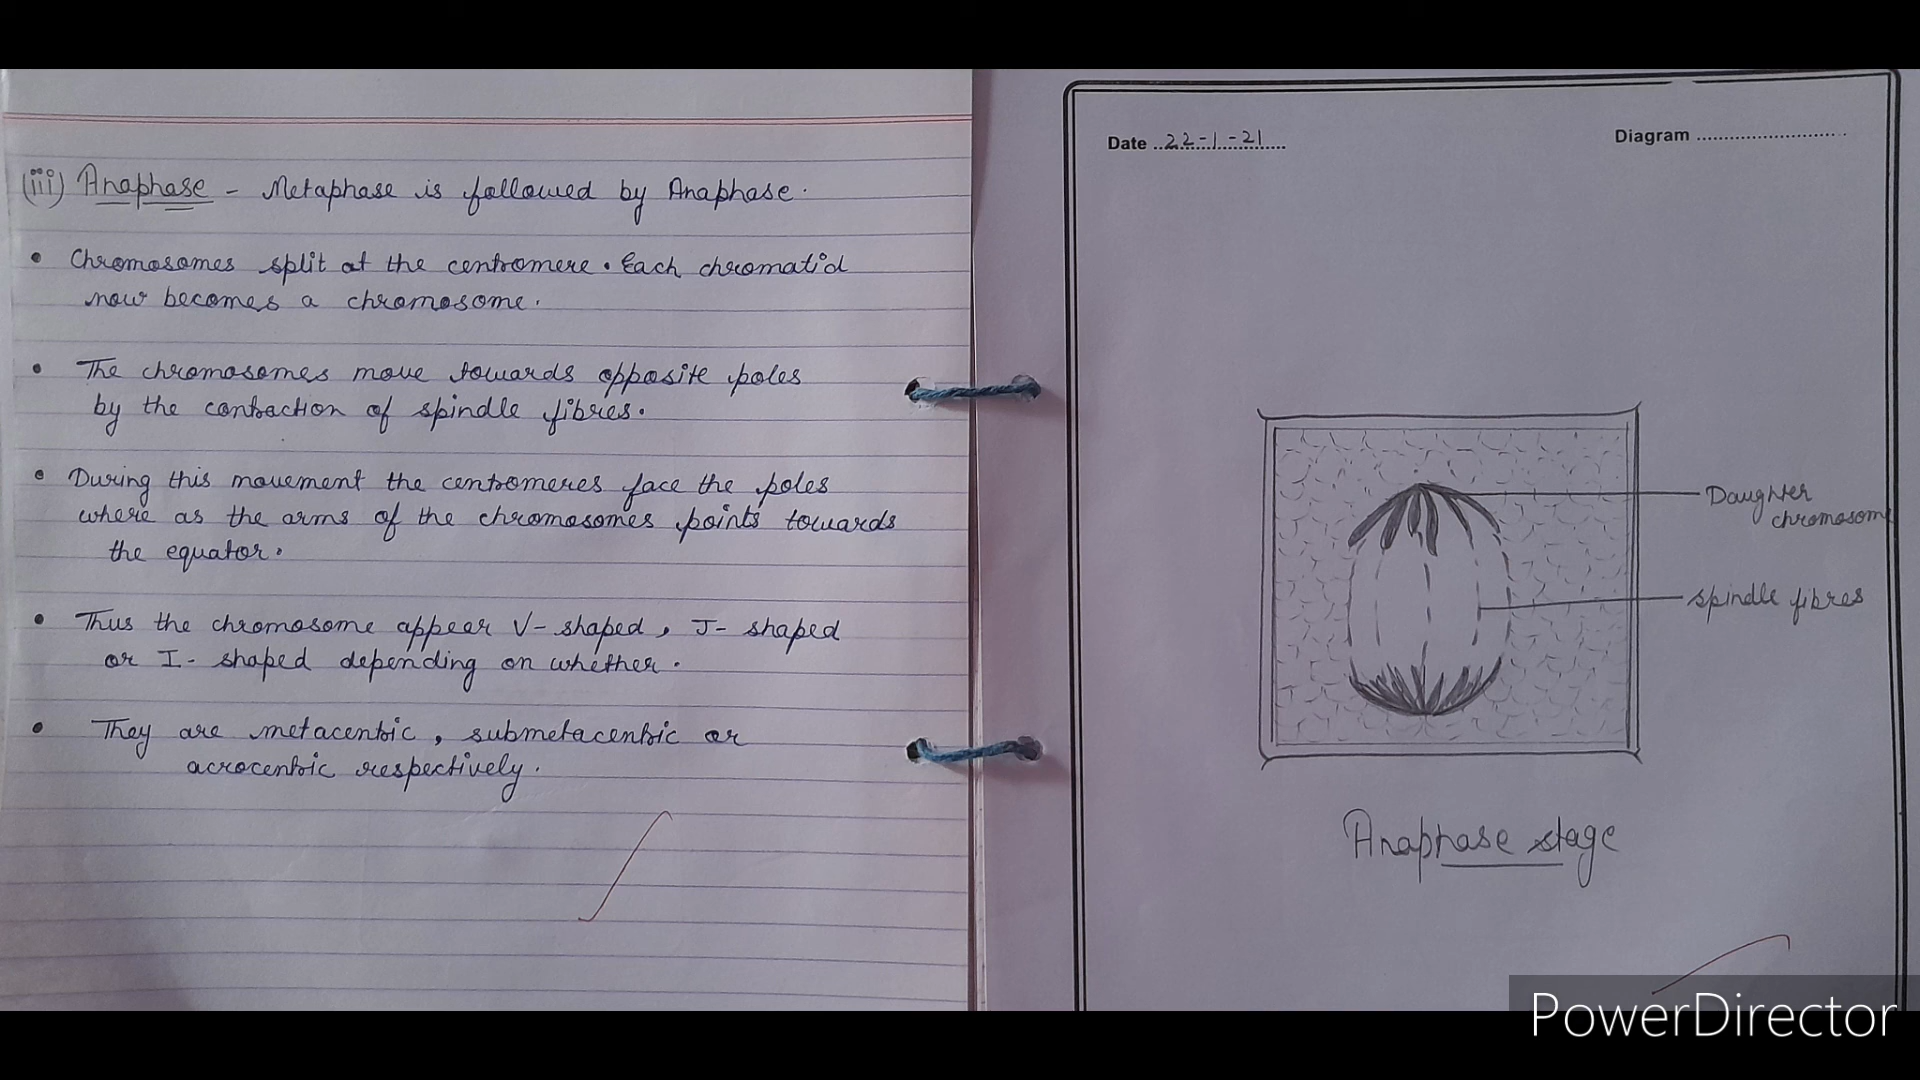 (iii) Anaphase - Metaphase is followed by Anaphase.
• Chromosomes split at the centromere. Each chromatid
now becomes a chromosome.
• The chromosomes move towards opposite poles
by the contraction of spindle fibres.
• During this movement the centromeres face the poles
where as the arms of the chromosomes points towards
the equator.
• Thus the chromosome appear V-shaped, J-shaped
or I-shaped depending on whether.
• They are metacentric, submetacentric or
acrocentric respectively.
Date 22-1-21
Diagram
Daughter
chromosome
spindle fibres
Anaphase stage
PowerDirector